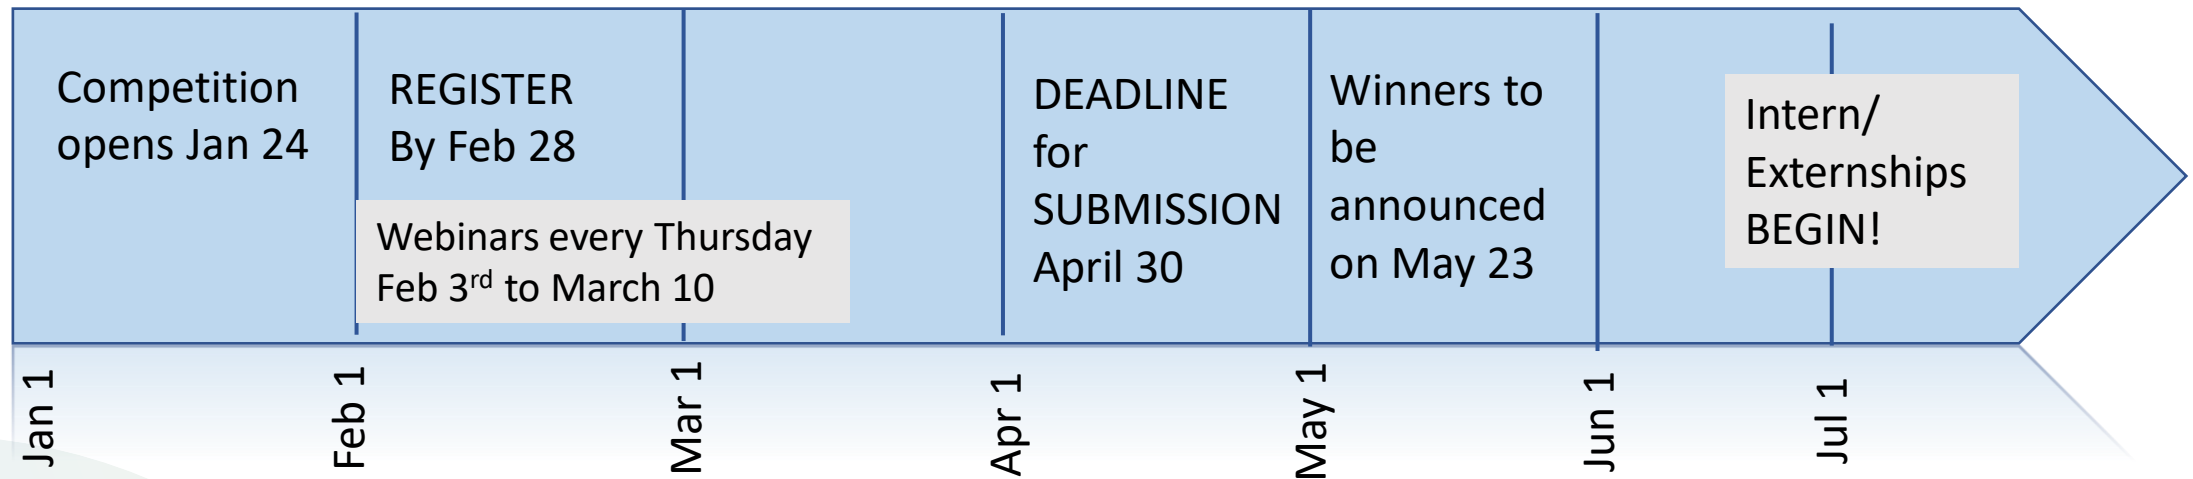 Competition
opens Jan 24
REGISTER
By Feb 28
Webinars every Thursday
Feb 3rd to March 10
DEADLINE
for
SUBMISSION
April 30
Winners to
be
announced
on May 23
Intern/
Externships
BEGIN!
Jan 1
Feb 1
Mar 1
Apr 1
May 1
Jun 1
Jul 1